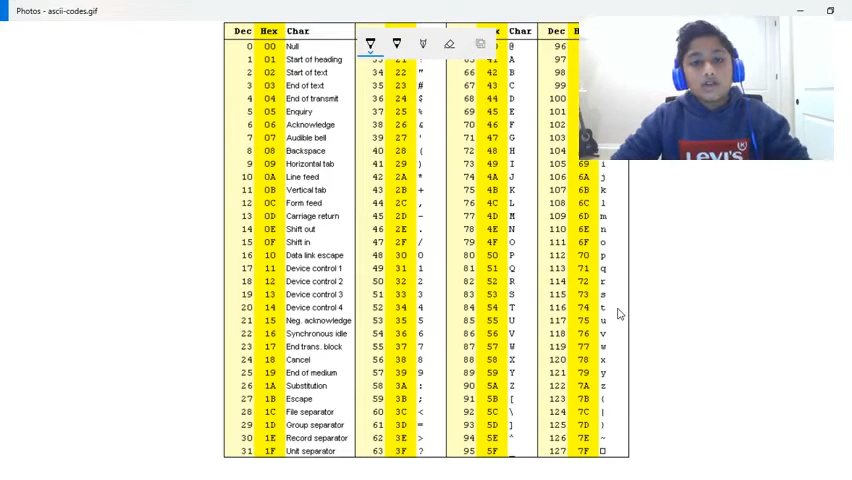 Photos - ascii-codes.gif
Dec Hex Char Char Dec
0 00 Null @ 96
1 01 Start of heading A 97
2 02 Start of text 34 22 " 66 42 B 98
3 03 End of text 35 23 # 67 43 C 99
4 04 End of transmit 36 24 $ 68 44 D 100
5 05 Enquiry 37 25 % 69 45 E 101
6 06 Acknowledge 38 26 & 70 46 F 102
7 07 Audible bell 39 27 ' 71 47 G 103
8 08 Backspace 40 28 ( 72 48 H 104
9 09 Horizontal tab 41 29 ) 73 49 I 105 69 i
10 0A Line feed 42 2A * 74 4A J 106 6A j
11 0B Vertical tab 43 2B + 75 4B K 107 6B k
12 0C Form feed 44 2C , 76 4C L 108 6C l
13 0D Carriage return 45 2D - 77 4D M 109 6D m
14 0E Shift out 46 2E . 78 4E N 110 6E n
15 0F Shift in 47 2F / 79 4F O 111 6F o
16 10 Data link escape 48 30 0 80 50 P 112 70 p
17 11 Device control 1 49 31 1 81 51 Q 113 71 q
18 12 Device control 2 50 32 2 82 52 R 114 72 r
19 13 Device control 3 51 33 3 83 53 S 115 73 s
20 14 Device control 4 52 34 4 84 54 T 116 74 t
21 15 Neg. acknowledge 53 35 5 85 55 U 117 75 u
22 16 Synchronous idle 54 36 6 86 56 V 118 76 v
23 17 End trans. block 55 37 7 87 57 W 119 77 w
24 18 Cancel 56 38 8 88 58 X 120 78 x
25 19 End of medium 57 39 9 89 59 Y 121 79 y
26 1A Substitution 58 3A : 90 5A Z 122 7A z
27 1B Escape 59 3B ; 91 5B [ 123 7B {
28 1C File separator 60 3C < 92 5C \ 124 7C |
29 1D Group separator 61 3D = 93 5D ] 125 7D }
30 1E Record separator 62 3E > 94 5E ^ 126 7E ~
31 1F Unit separator 63 3F ? 95 5F _ 127 7F □
Levi's